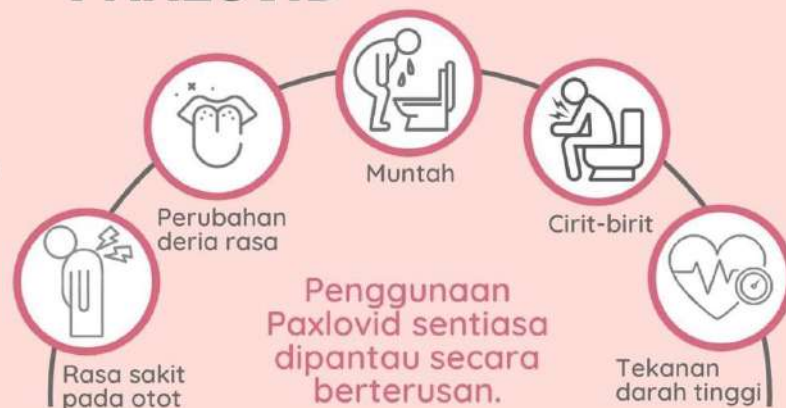 Muntah
Perubahan
deria rasa
Cirit-birit
Penggunaan
Paxlovid sentiasa
dipantau secara
berterusan.
Rasa sakit
pada otot
Tekanan
darah tinggi